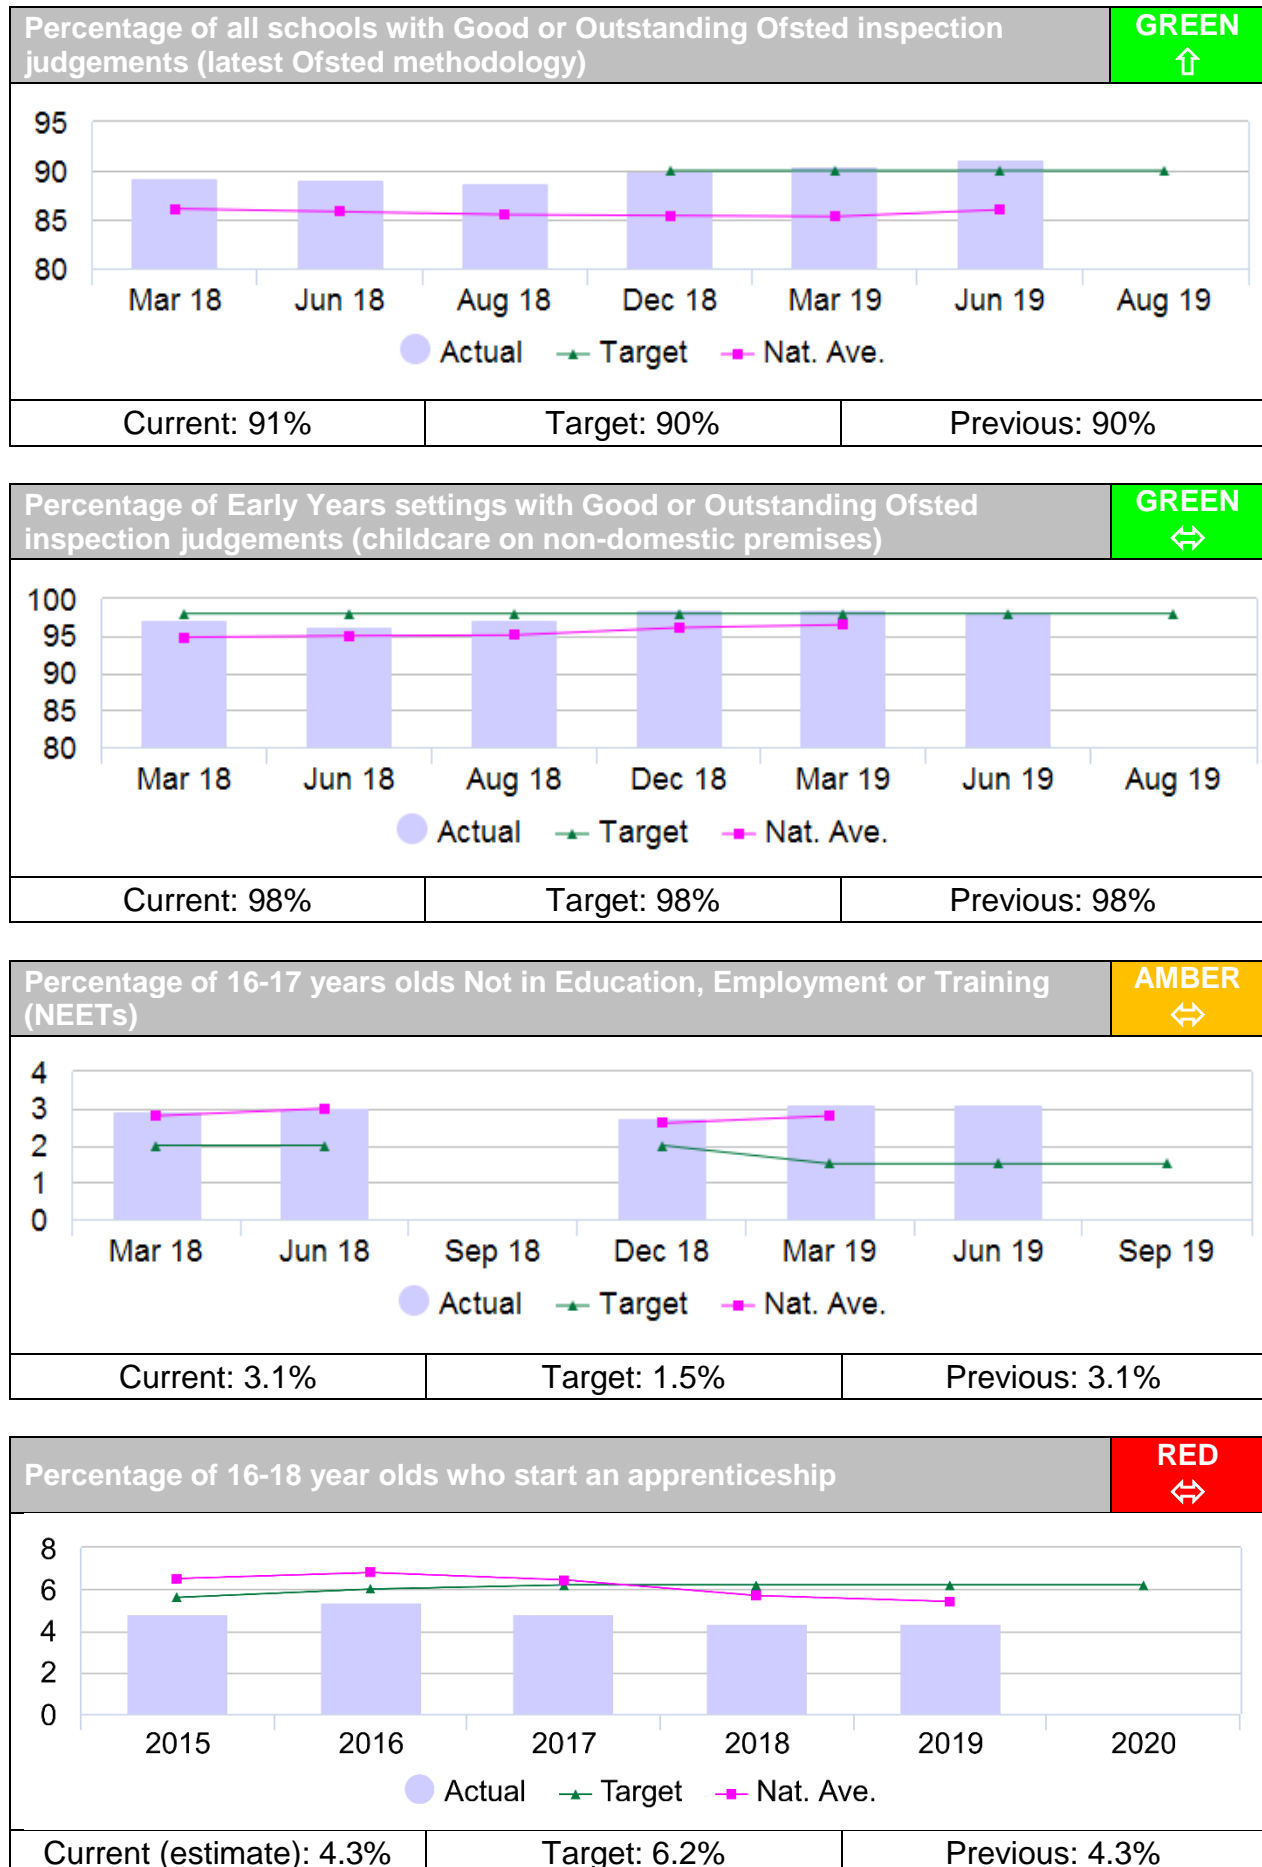 Percentage of all schools with Good or Outstanding Ofsted inspection
judgements (latest Ofsted methodology)
GREEN
⇧
95
90
85
80
Mar 18 Jun 18 Aug 18 Dec 18 Mar 19 Jun 19 Aug 19
Actual Target Nat. Ave.
Current: 91% Target: 90% Previous: 90%
Percentage of Early Years settings with Good or Outstanding Ofsted
inspection judgements (childcare on non-domestic premises)
GREEN
⬄
100
95
90
85
80
Mar 18 Jun 18 Aug 18 Dec 18 Mar 19 Jun 19 Aug 19
Actual Target Nat. Ave.
Current: 98% Target: 98% Previous: 98%
Percentage of 16-17 years olds Not in Education, Employment or Training
(NEETs)
AMBER
⬄
4
3
2
1
0
Mar 18 Jun 18 Sep 18 Dec 18 Mar 19 Jun 19 Sep 19
Actual Target Nat. Ave.
Current: 3.1% Target: 1.5% Previous: 3.1%
Percentage of 16-18 year olds who start an apprenticeship
RED
⬄
8
6
4
2
0
2015 2016 2017 2018 2019 2020
Actual Target Nat. Ave.
Current (estimate): 4.3% Target: 6.2% Previous: 4.3%